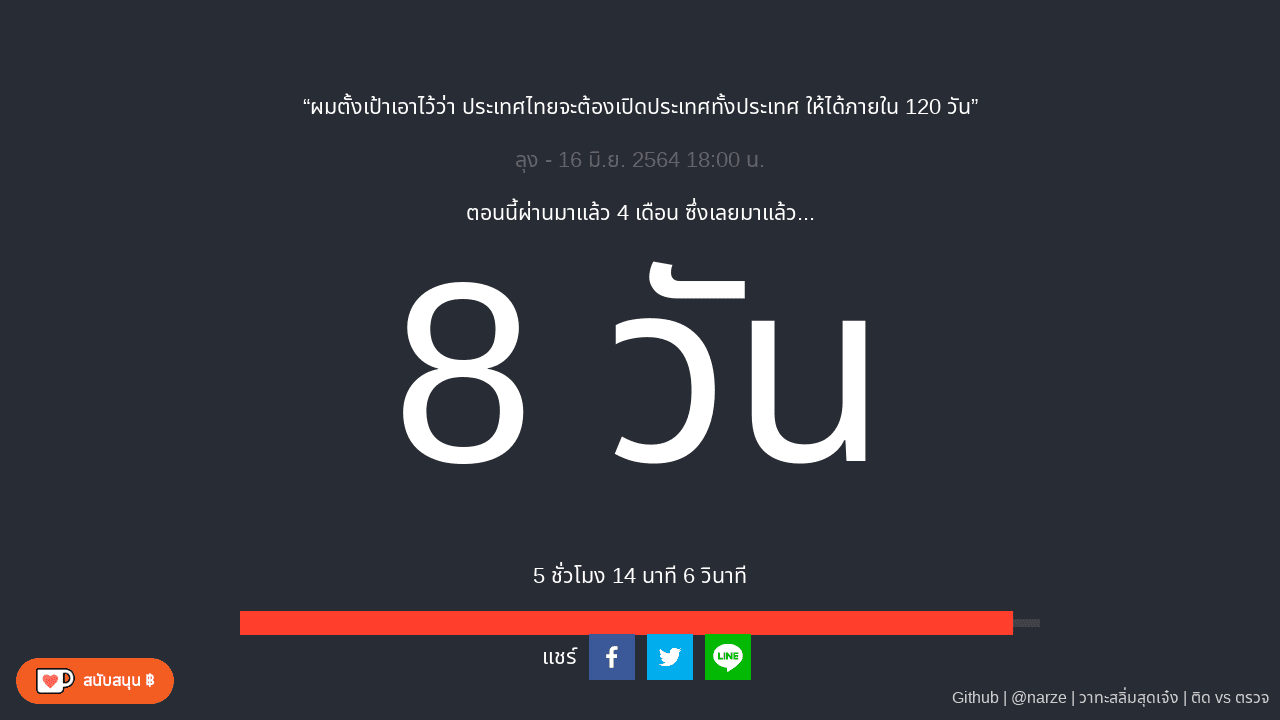 “ผมตั้งเป้าเอาไว้ว่า ประเทศไทยจะต้องเปิดประเทศทั้งประเทศ ให้ได้ภายใน 120 วัน”
ลุง - 16 มิ.ย. 2564 18:00 น.
ตอนนี้ผ่านมาแล้ว 4 เดือน ซึ่งเลยมาแล้ว...
8 วัน
5 ชั่วโมง 14 นาที 6 วินาที
แชร์
LINE
สนับสนุน ฿
Github | @narze | วาทะสลิ่มสุดเจ๋ง | ติด vs ตรวจ